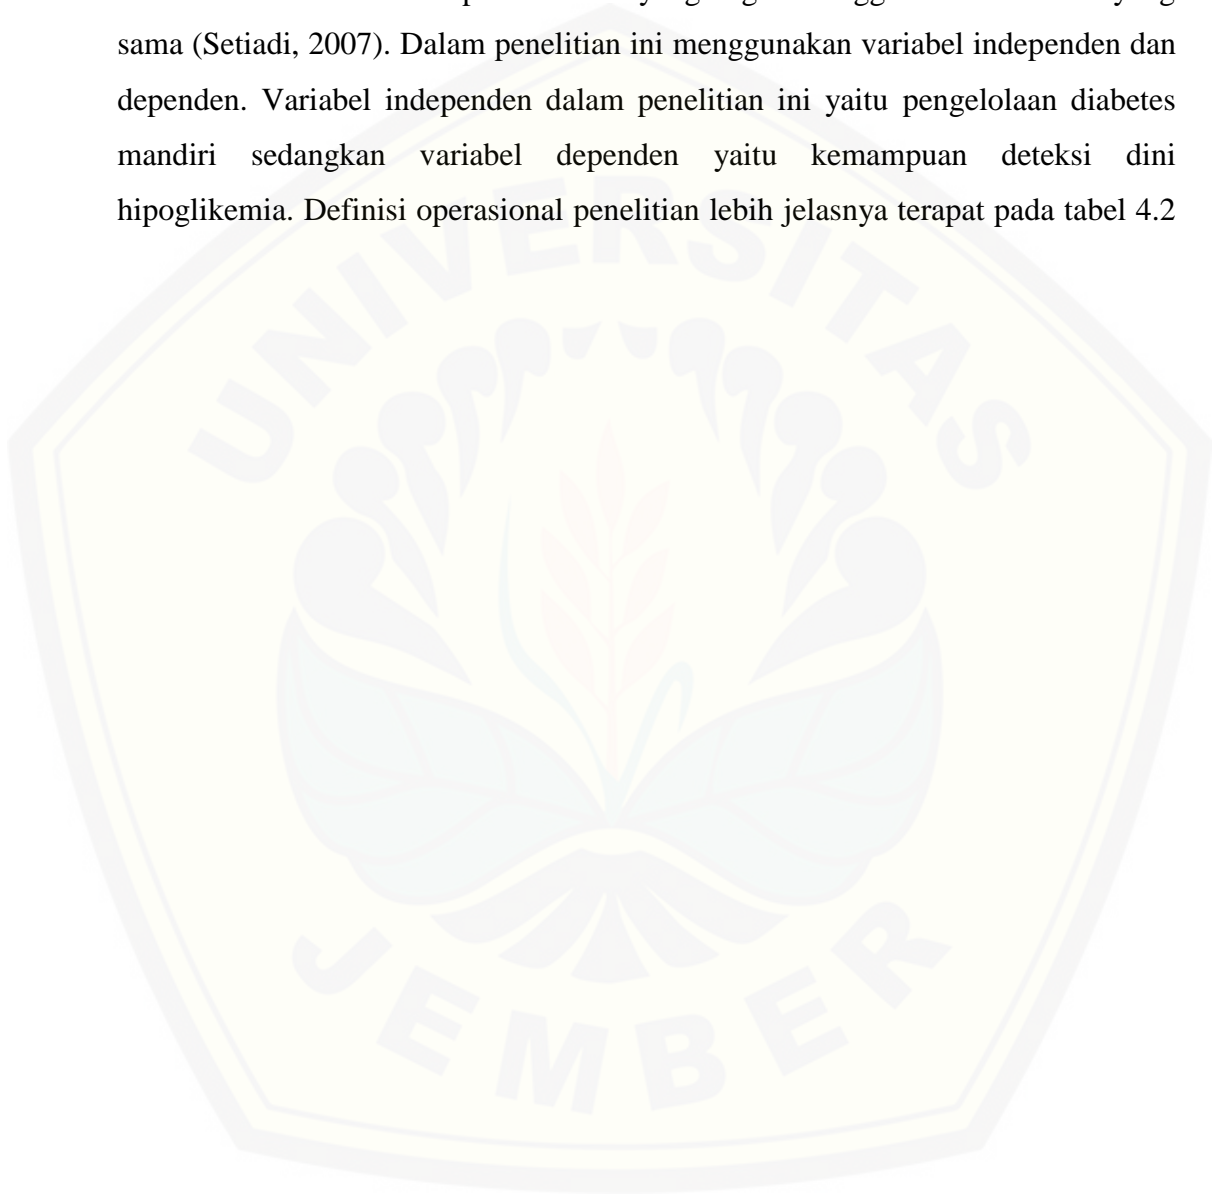 sama (Setiadi, 2007). Dalam penelitian ini menggunakan variabel independen dan
dependen. Variabel independen dalam penelitian ini yaitu pengelolaan diabetes
mandiri sedangkan variabel dependen yaitu kemampuan deteksi dini
hipoglikemia. Definisi operasional penelitian lebih jelasnya terapat pada tabel 4.2
UNIVERSITAS
JEMBER